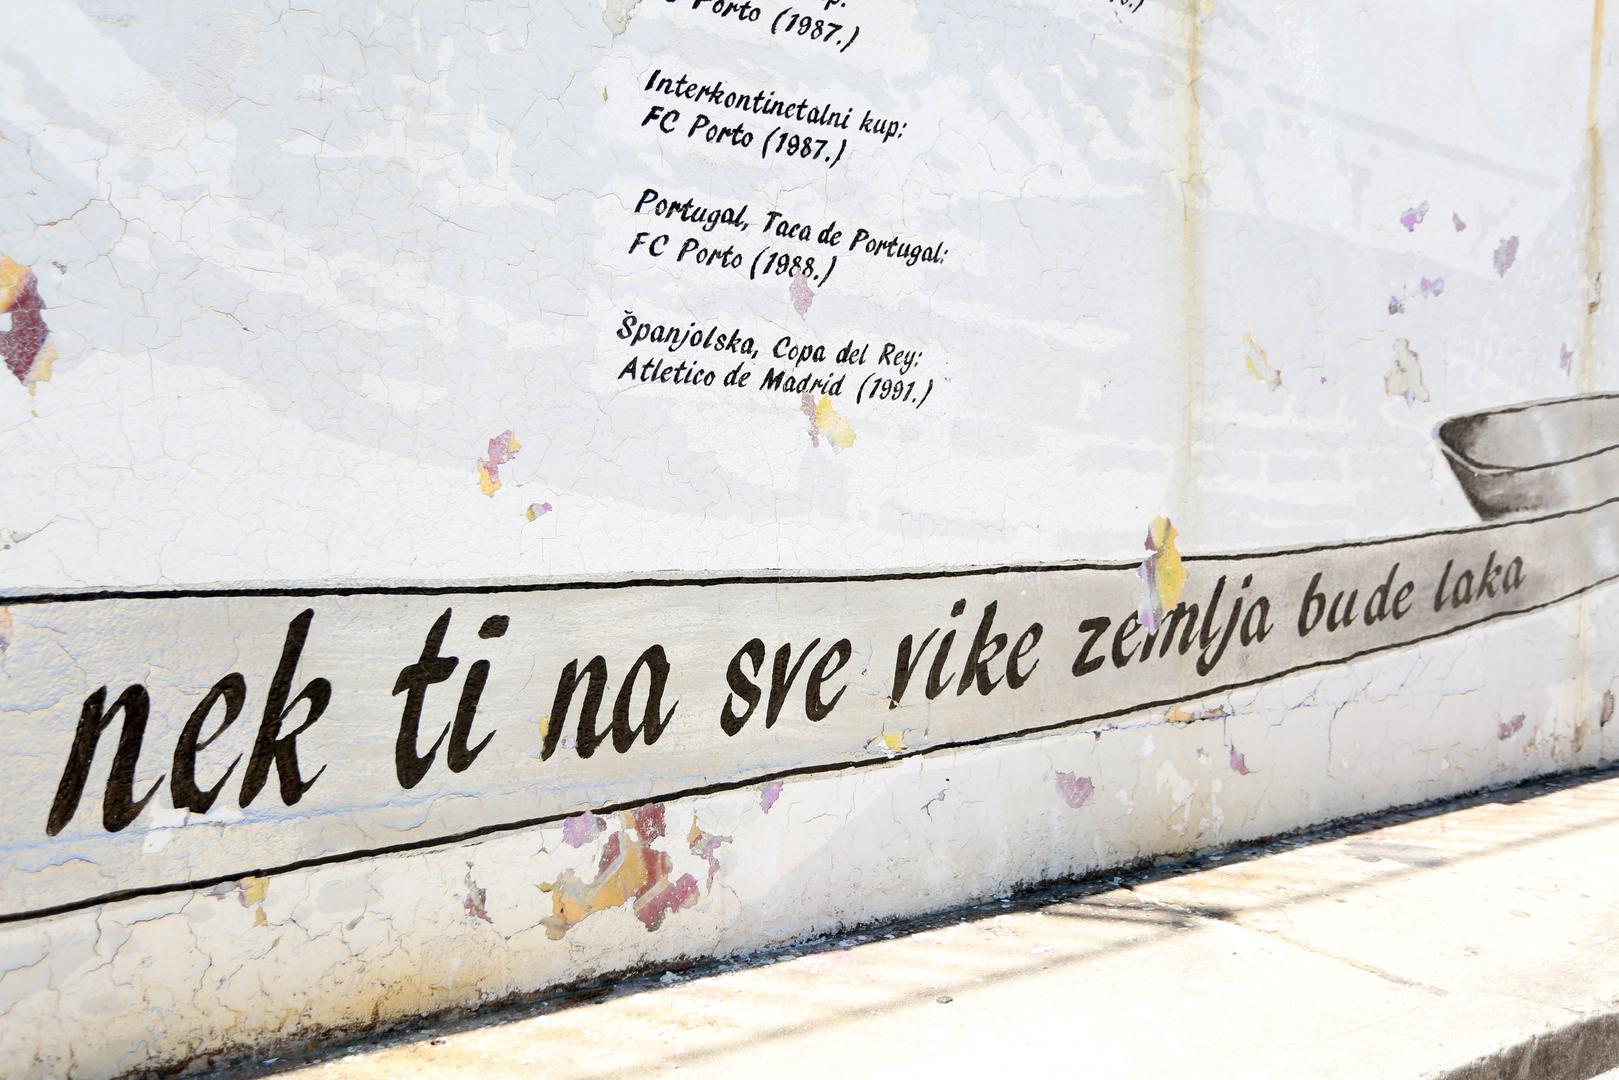 Porto (1987.)
Interkontinetalni kup:
FC Porto (1987.)
Portugal, Taca de Portugal:
FC Porto (1988.)
Španjolska, Copa del Rey:
Atletico de Madrid (1991.)
nek ti na sve vike zemlja bude laka